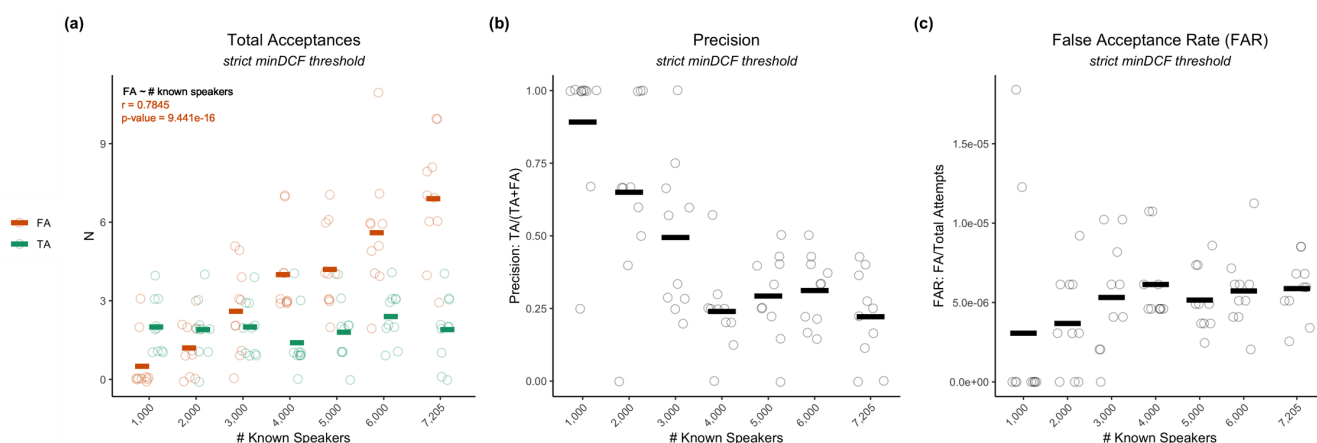 (a)
Total Acceptances
strict minDCF threshold
FA ~ # known speakers
r = 0.7845
p-value = 9.441e-16
N
9
6
3
0
1,000
2,000
3,000
4,000
5,000
6,000
7,205
# Known Speakers
FA
TA
(b)
Precision
strict minDCF threshold
Precision: TA/(TA+FA)
1.00
0.75
0.50
0.25
0.00
1,000
2,000
3,000
4,000
5,000
6,000
7,205
# Known Speakers
(c)
False Acceptance Rate (FAR)
strict minDCF threshold
FAR: FA/Total Attempts
1.5e-05
1.0e-05
5.0e-06
0.0e+00
1,000
2,000
3,000
4,000
5,000
6,000
7,205
# Known Speakers